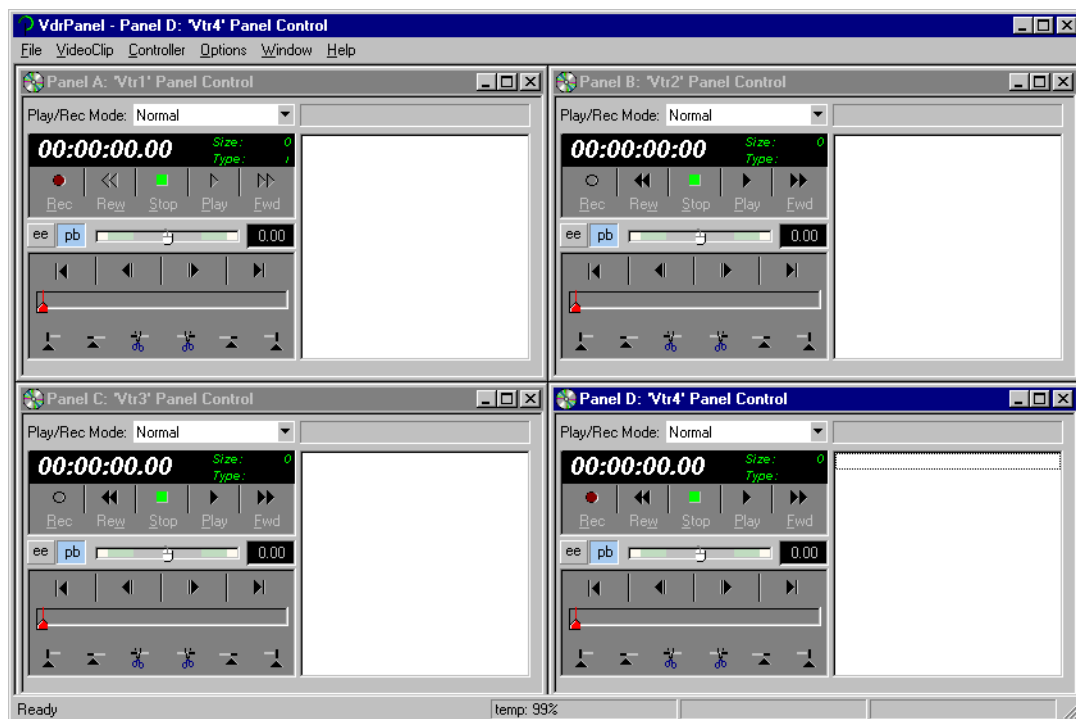 VdrPanel - Panel D: 'Vtr4' Panel Control
File VideoClip Controller Options Window Help
Panel A: 'Vtr1' Panel Control
Play/Rec Mode: Normal
00:00:00.00
Size: 0
Type:
Rec Rew Stop Play Fwd
ee pb 0.00
Panel B: 'Vtr2' Panel Control
Play/Rec Mode: Normal
00:00:00:00
Size: 0
Type:
Rec Rew Stop Play Fwd
ee pb 0.00
Panel C: 'Vtr3' Panel Control
Play/Rec Mode: Normal
00:00:00.00
Size: 0
Type:
Rec Rew Stop Play Fwd
ee pb 0.00
Panel D: 'Vtr4' Panel Control
Play/Rec Mode: Normal
00:00:00.00
Size: 0
Type:
Rec Rew Stop Play Fwd
ee pb 0.00
Ready temp: 99%